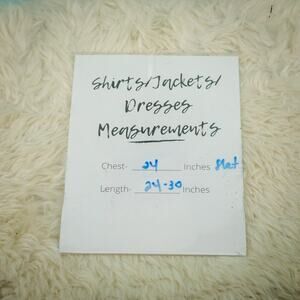 Shirts/Jackets/
Dresses
Measurements
Chest- 24 Inches flat
Length- 24-30 Inches